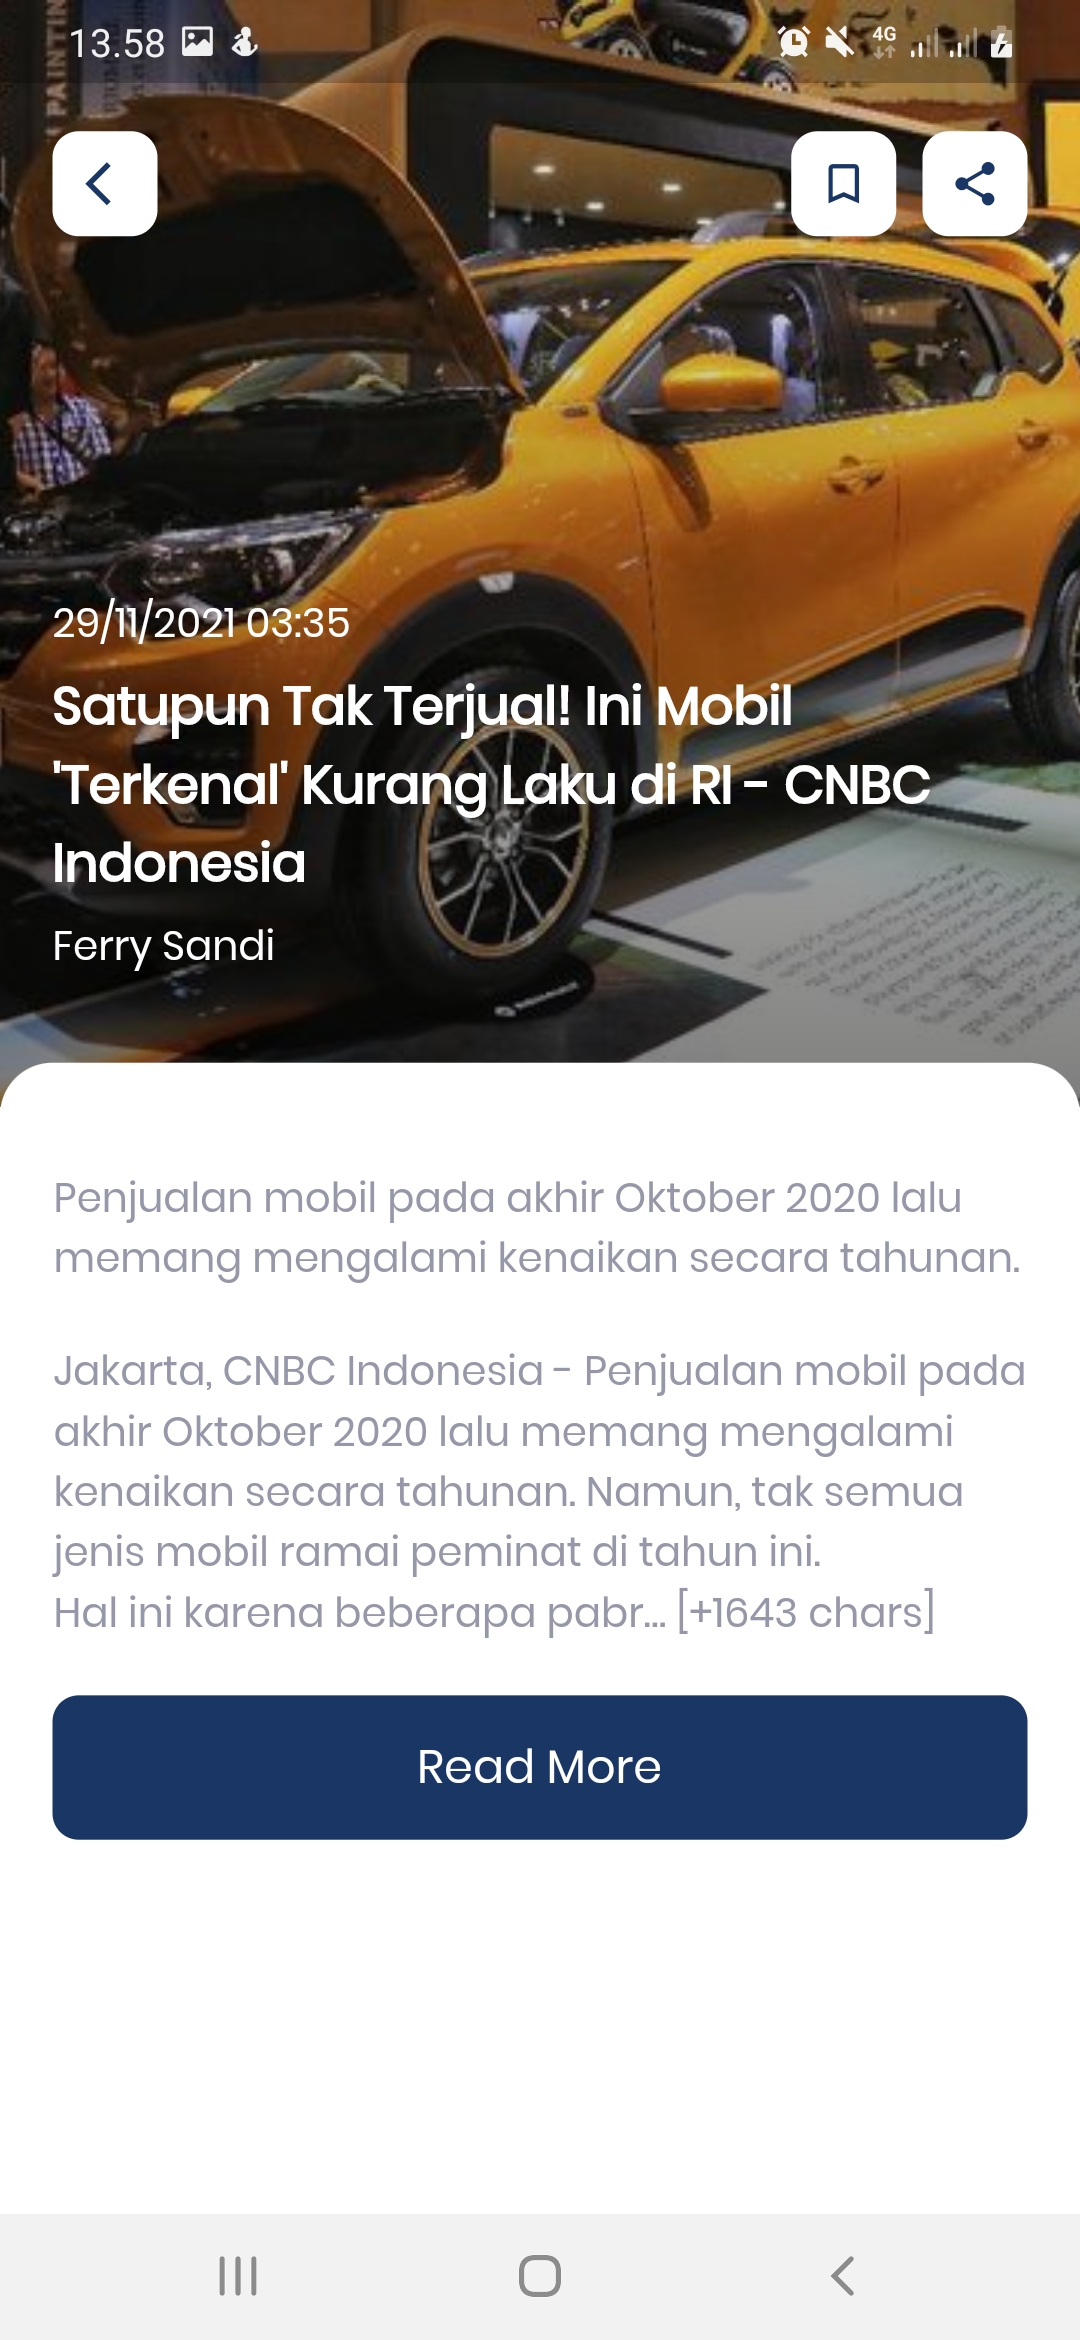 13.58
4G
PAINTIN
29/11/2021 03:35
Satupun Tak Terjual! Ini Mobil
'Terkenal' Kurang Laku di RI - CNBC
Indonesia
Ferry Sandi
Penjualan mobil pada akhir Oktober 2020 lalu
memang mengalami kenaikan secara tahunan.
Jakarta, CNBC Indonesia - Penjualan mobil pada
akhir Oktober 2020 lalu memang mengalami
kenaikan secara tahunan. Namun, tak semua
jenis mobil ramai peminat di tahun ini.
Hal ini karena beberapa pabr... [+1643 chars]
Read More